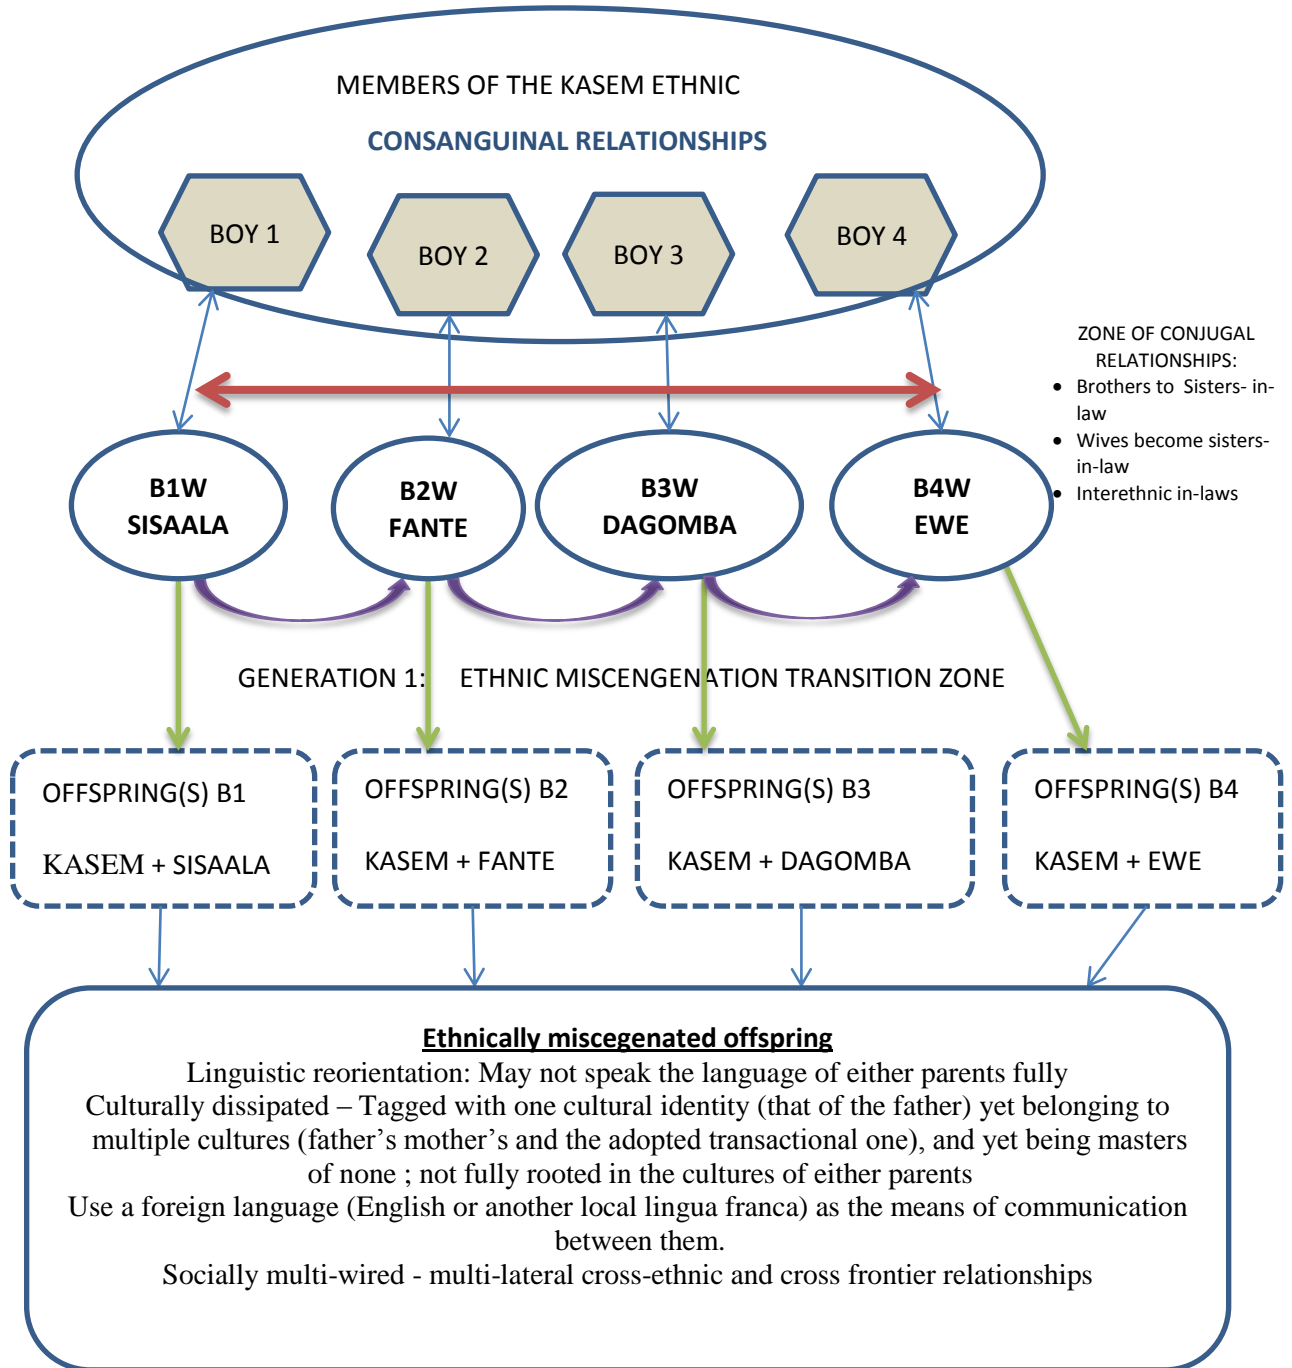 MEMBERS OF THE KASEM ETHNIC
CONSANGUINAL RELATIONSHIPS
BOY 1
BOY 2
BOY 3
BOY 4
ZONE OF CONJUGAL
RELATIONSHIPS:
• Brothers to Sisters- in-
law
• Wives become sisters-
in-law
• Interethnic in-laws
B1W
SISAALA
B2W
FANTE
B3W
DAGOMBA
B4W
EWE
GENERATION 1: ETHNIC MISCENGENATION TRANSITION ZONE
OFFSPRING(S) B1
KASEM + SISAALA
OFFSPRING(S) B2
KASEM + FANTE
OFFSPRING(S) B3
KASEM + DAGOMBA
OFFSPRING(S) B4
KASEM + EWE
Ethnically miscegenated offspring
Linguistic reorientation: May not speak the language of either parents fully
Culturally dissipated – Tagged with one cultural identity (that of the father) yet belonging to
multiple cultures (father's mother's and the adopted transactional one), and yet being masters
of none ; not fully rooted in the cultures of either parents
Use a foreign language (English or another local lingua franca) as the means of communication
between them.
Socially multi-wired - multi-lateral cross-ethnic and cross frontier relationships